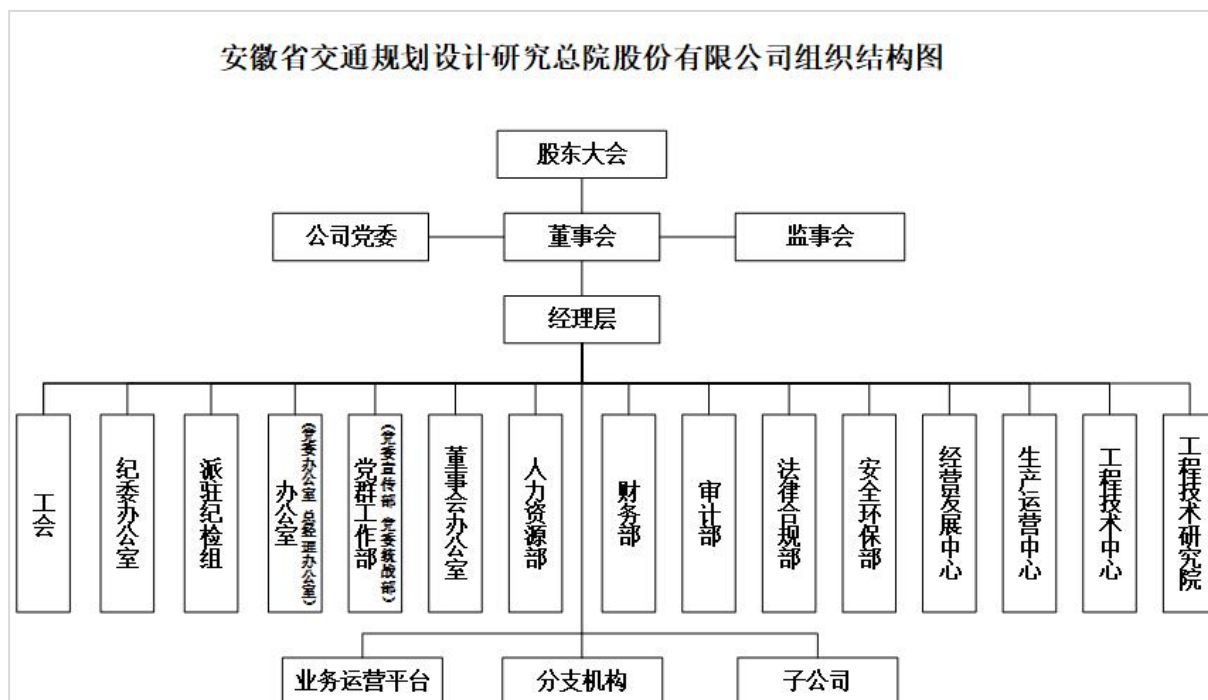 安徽省交通规划设计研究总院股份有限公司组织结构图
股东大会
公司党委
董事会
监事会
经理层
工会
纪委办公室
派驻纪检组
办公室
（党委办公室 总经理办公室）
党群工作部
（党委宣传部 党委统战部）
董事会办公室
人力资源部
财务部
审计部
法律合规部
安全环保部
经营发展中心
生产运营中心
工程技术中心
工程技术研究院
业务运营平台
分支机构
子公司